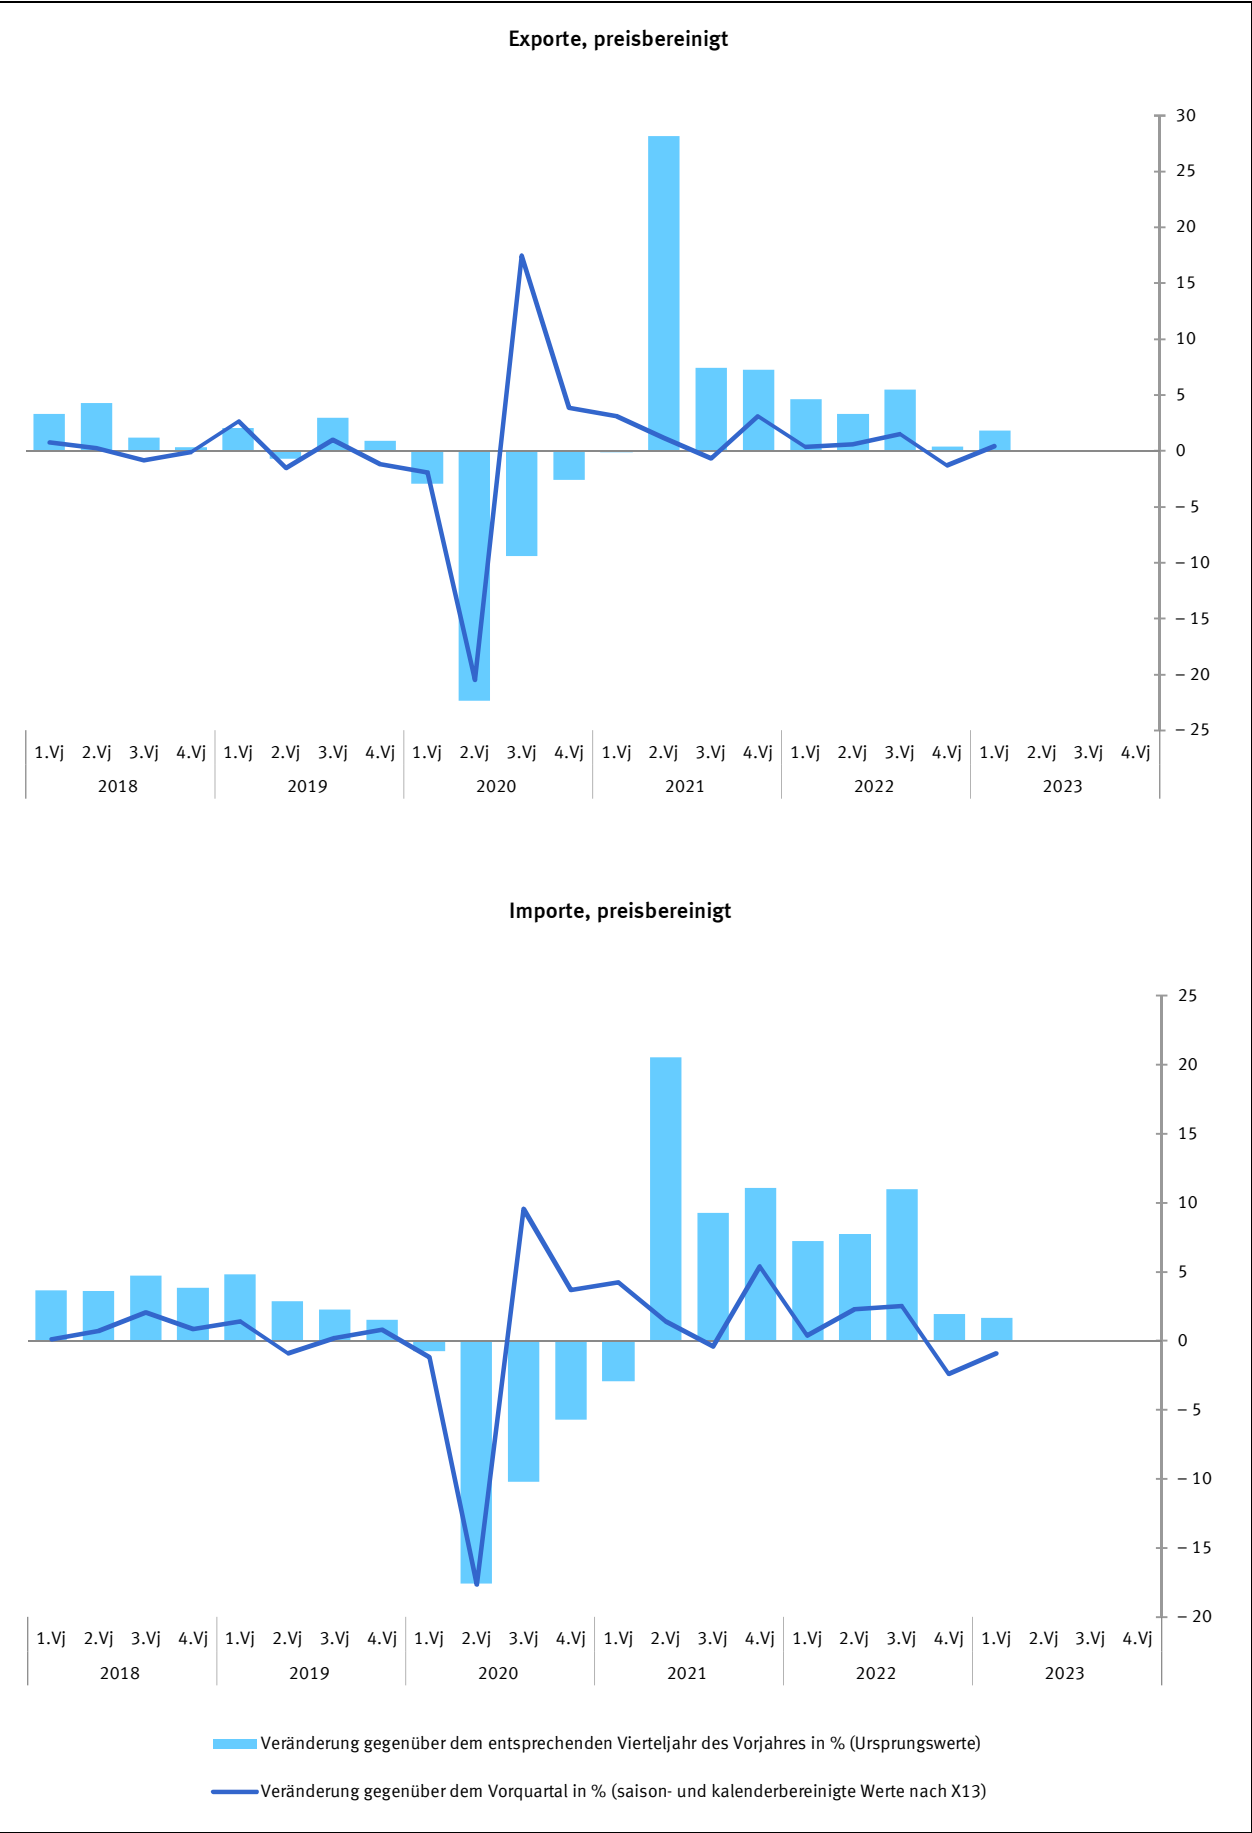 Exporte, preisbereinigt
30
25
20
15
10
5
0
– 5
– 10
– 15
– 20
– 25
1.Vj 2.Vj 3.Vj 4.Vj 1.Vj 2.Vj 3.Vj 4.Vj 1.Vj 2.Vj 3.Vj 4.Vj 1.Vj 2.Vj 3.Vj 4.Vj 1.Vj 2.Vj 3.Vj 4.Vj 1.Vj 2.Vj 3.Vj 4.Vj
2018 2019 2020 2021 2022 2023
Importe, preisbereinigt
25
20
15
10
5
0
– 5
– 10
– 15
– 20
1.Vj 2.Vj 3.Vj 4.Vj 1.Vj 2.Vj 3.Vj 4.Vj 1.Vj 2.Vj 3.Vj 4.Vj 1.Vj 2.Vj 3.Vj 4.Vj 1.Vj 2.Vj 3.Vj 4.Vj 1.Vj 2.Vj 3.Vj 4.Vj
2018 2019 2020 2021 2022 2023
Veränderung gegenüber dem entsprechenden Vierteljahr des Vorjahres in % (Ursprungswerte)
Veränderung gegenüber dem Vorquartal in % (saison- und kalenderbereinigte Werte nach X13)